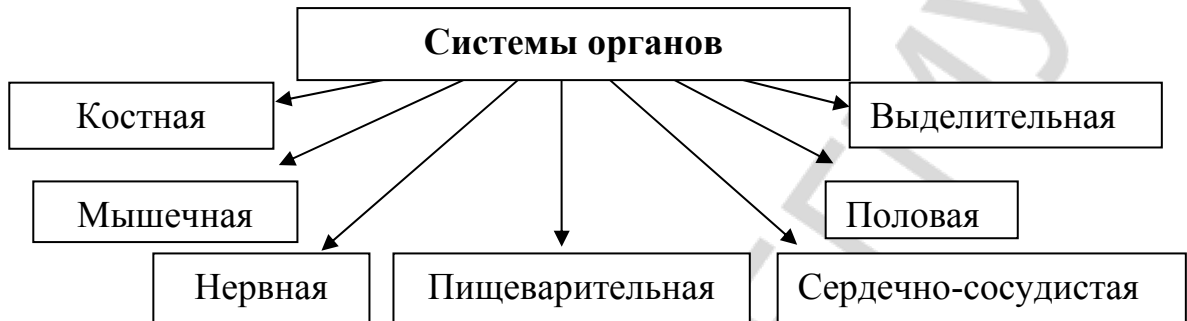 Системы органов
Костная
Выделительная
Мышечная
Половая
Нервная
Пищеварительная
Сердечно-сосудистая